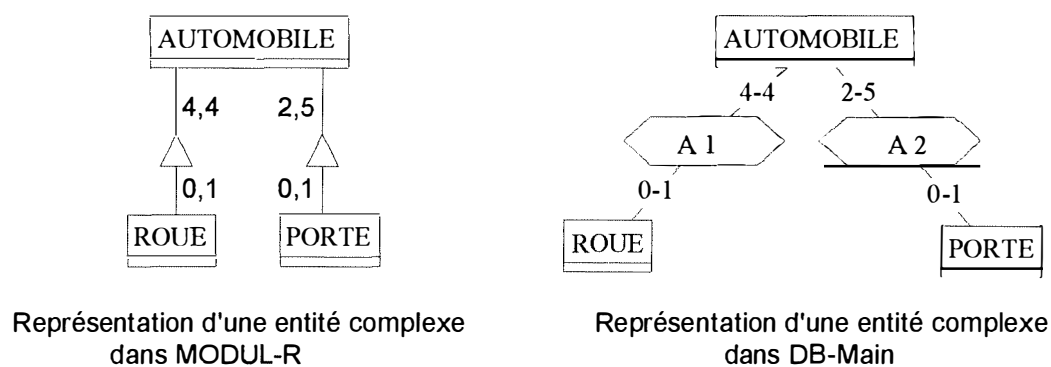 AUTOMOBILE
4,4
2,5
0,1
0,1
ROUE
PORTE
Représentation d'une entité complexe
dans MODUL-R
AUTOMOBILE
4-4
2-5
A 1
A 2
0-1
0-1
ROUE
PORTE
Représentation d'une entité complexe
dans DB-Main